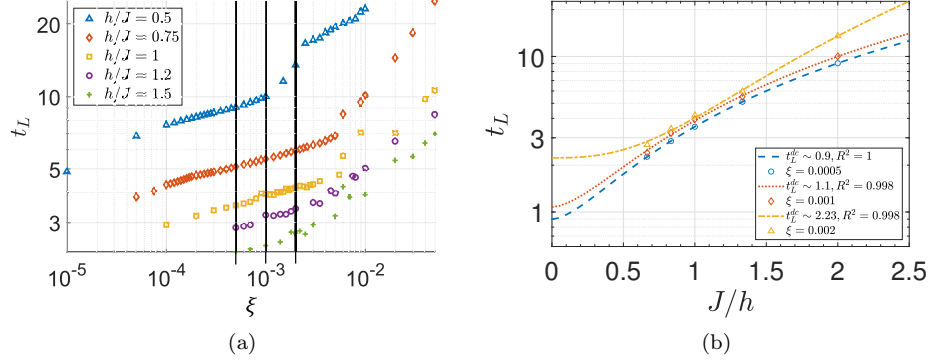 20
10
5
3
t_L
10^{-5}
10^{-4}
10^{-3}
10^{-2}
ξ
h/J = 0.5
h/J = 0.75
h/J = 1
h/J = 1.2
h/J = 1.5
(a)
10
3
1
t_L
0
0.5
1
1.5
2
2.5
J/h
t_L^{dc} ~ 0.9, R^2 = 1
ξ = 0.0005
t_L^{dc} ~ 1.1, R^2 = 0.998
ξ = 0.001
t_L^{dc} ~ 2.23, R^2 = 0.998
ξ = 0.002
(b)